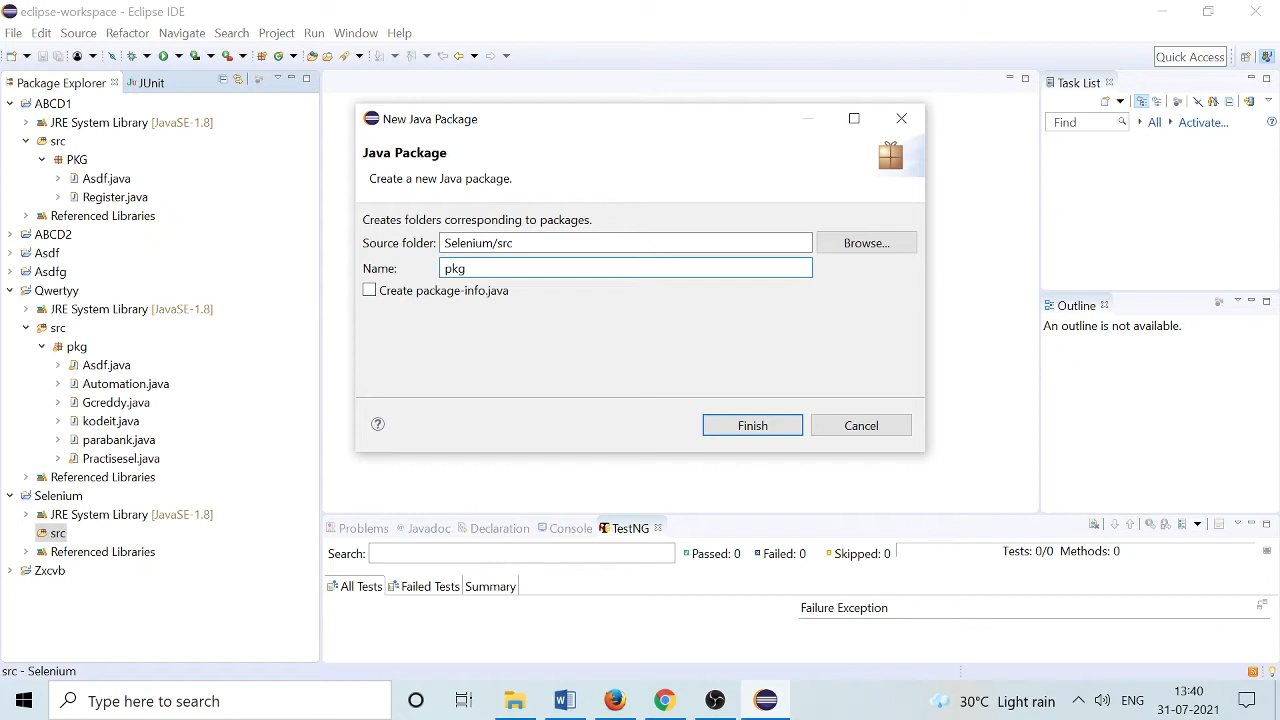 eclipse-workspace - Eclipse IDE
File Edit Source Refactor Navigate Search Project Run Window Help
Quick Access
Package Explorer
JUnit
ABCD1
JRE System Library [JavaSE-1.8]
src
PKG
Asdf.java
Register.java
Referenced Libraries
ABCD2
Asdf
Asdfg
Qwertyy
JRE System Library [JavaSE-1.8]
src
pkg
Asdf.java
Automation.java
Gcreddy.java
kodeit.java
parabank.java
Practisesel.java
Referenced Libraries
Selenium
JRE System Library [JavaSE-1.8]
src
Referenced Libraries
Zxcvb
New Java Package
Java Package
Create a new Java package.
Creates folders corresponding to packages.
Source folder: Selenium/src Browse...
Name: pkg
Create package-info.java
Finish Cancel
Task List
Find All Activate...
Outline
An outline is not available.
Problems Javadoc Declaration Console TestNG
Search: Passed: 0 Failed: 0 Skipped: 0 Tests: 0/0 Methods: 0
All Tests Failed Tests Summary
Failure Exception
src - Selenium
Type here to search
30°C Light rain
ENG
13:40
31-07-2021